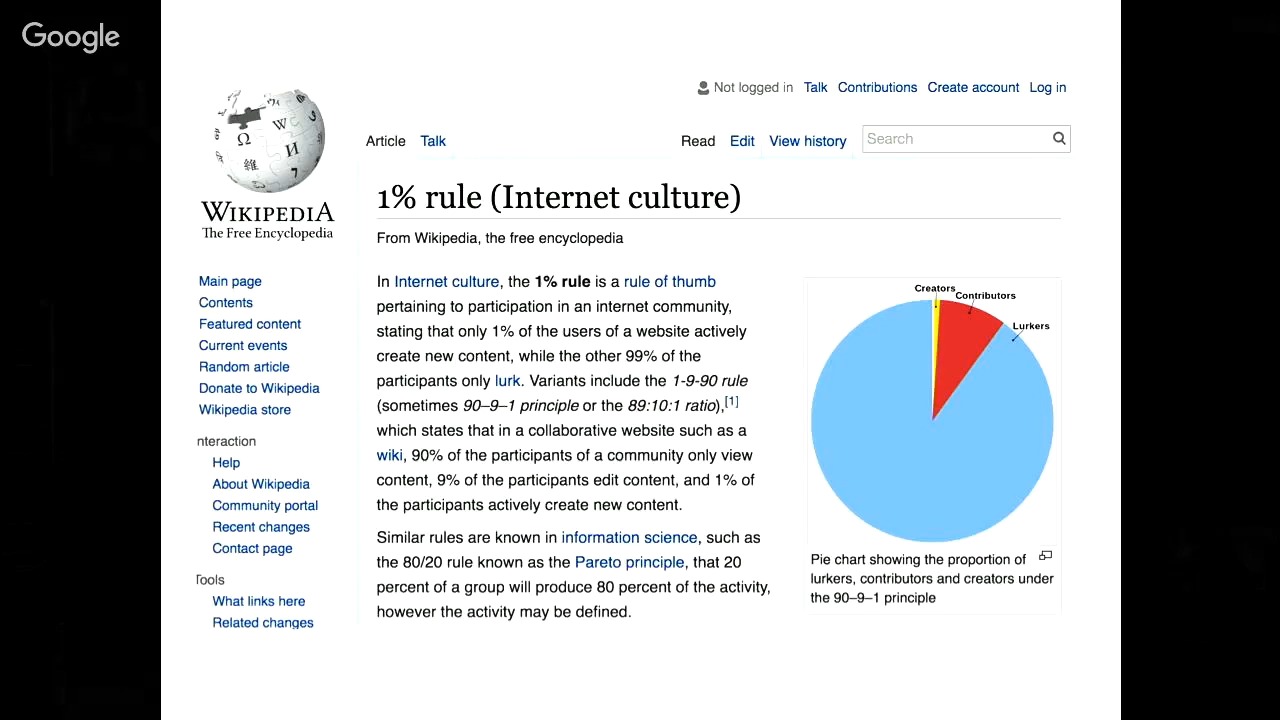 Google
Not logged in Talk Contributions Create account Log in
Article Talk Read Edit View history Search
WIKIPEDIA
The Free Encyclopedia
1% rule (Internet culture)
From Wikipedia, the free encyclopedia
Main page
Contents
Featured content
Current events
Random article
Donate to Wikipedia
Wikipedia store
nteraction
Help
About Wikipedia
Community portal
Recent changes
Contact page
Tools
What links here
Related changes
In Internet culture, the 1% rule is a rule of thumb
pertaining to participation in an internet community,
stating that only 1% of the users of a website actively
create new content, while the other 99% of the
participants only lurk. Variants include the 1-9-90 rule
(sometimes 90–9–1 principle or the 89:10:1 ratio),[1]
which states that in a collaborative website such as a
wiki, 90% of the participants of a community only view
content, 9% of the participants edit content, and 1% of
the participants actively create new content.
Similar rules are known in information science, such as
the 80/20 rule known as the Pareto principle, that 20
percent of a group will produce 80 percent of the activity,
however the activity may be defined.
Creators
Contributors
Lurkers
Pie chart showing the proportion of
lurkers, contributors and creators under
the 90–9–1 principle